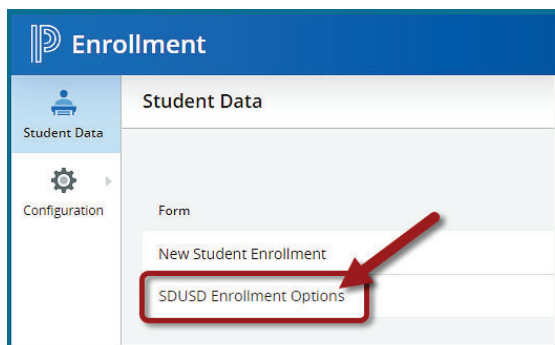 Enrollment
Student Data
Student Data
Configuration
Form
New Student Enrollment
SDUSD Enrollment Options